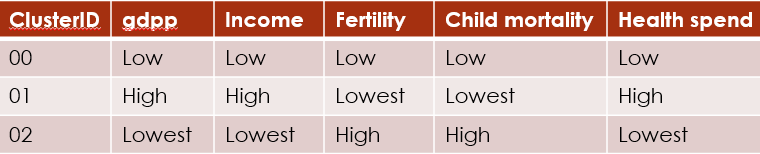 ClusterID gdpp Income Fertility Child mortality Health spend
00 Low Low Low Low Low
01 High High Lowest Lowest High
02 Lowest Lowest High High Lowest